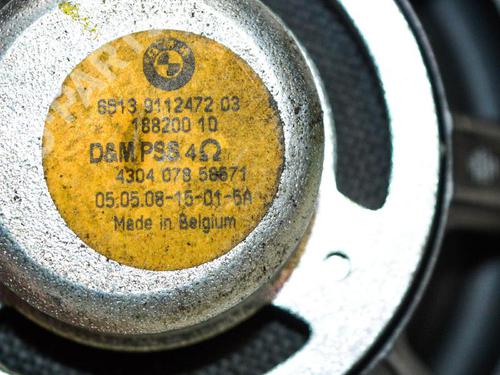 BMW
6513 9112472 03
188200 10
D&M PSS 4Ω
4304 078 58671
05.05.08-15-01-5A
Made in Belgium